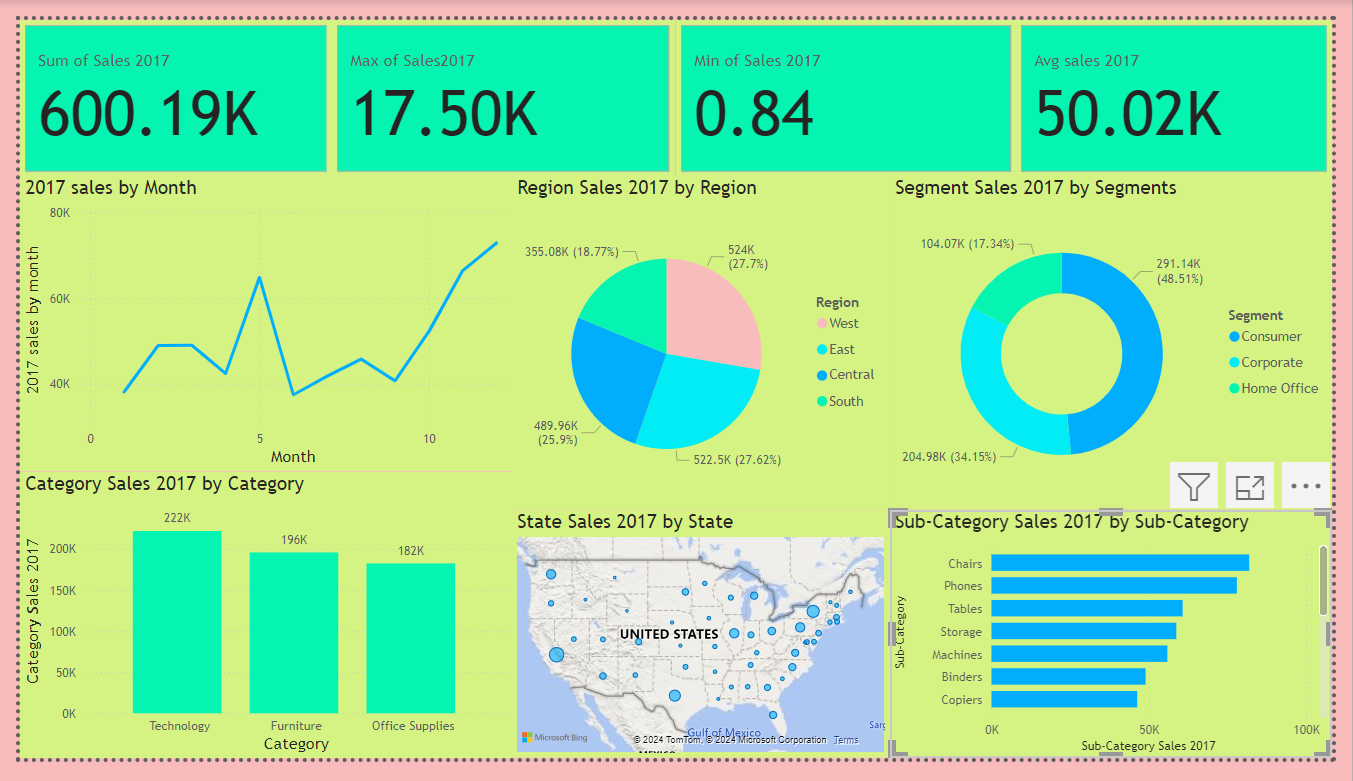 Sum of Sales 2017
600.19K
Max of Sales2017
17.50K
Min of Sales 2017
0.84
Avg sales 2017
50.02K
2017 sales by Month
2017 sales by month
80K
60K
40K
0
5
10
Month
Region Sales 2017 by Region
355.08K (18.77%)
524K
(27.7%)
489.96K
(25.9%)
522.5K (27.62%)
Region
West
East
Central
South
Segment Sales 2017 by Segments
104.07K (17.34%)
291.14K
(48.51%)
204.98K (34.15%)
Segment
Consumer
Corporate
Home Office
Category Sales 2017 by Category
Category Sales 2017
200K
150K
100K
50K
0K
222K
196K
182K
Technology
Furniture
Office Supplies
Category
State Sales 2017 by State
UNITED STATES
Gulf of Mexico
Sarg
Microsoft Bing
© 2024 TomTom, © 2024 Microsoft Corporation
Terms
MEXICO
Sub-Category Sales 2017 by Sub-Category
Sub-Category
Chairs
Phones
Tables
Storage
Machines
Binders
Copiers
0K
50K
100K
Sub-Category Sales 2017